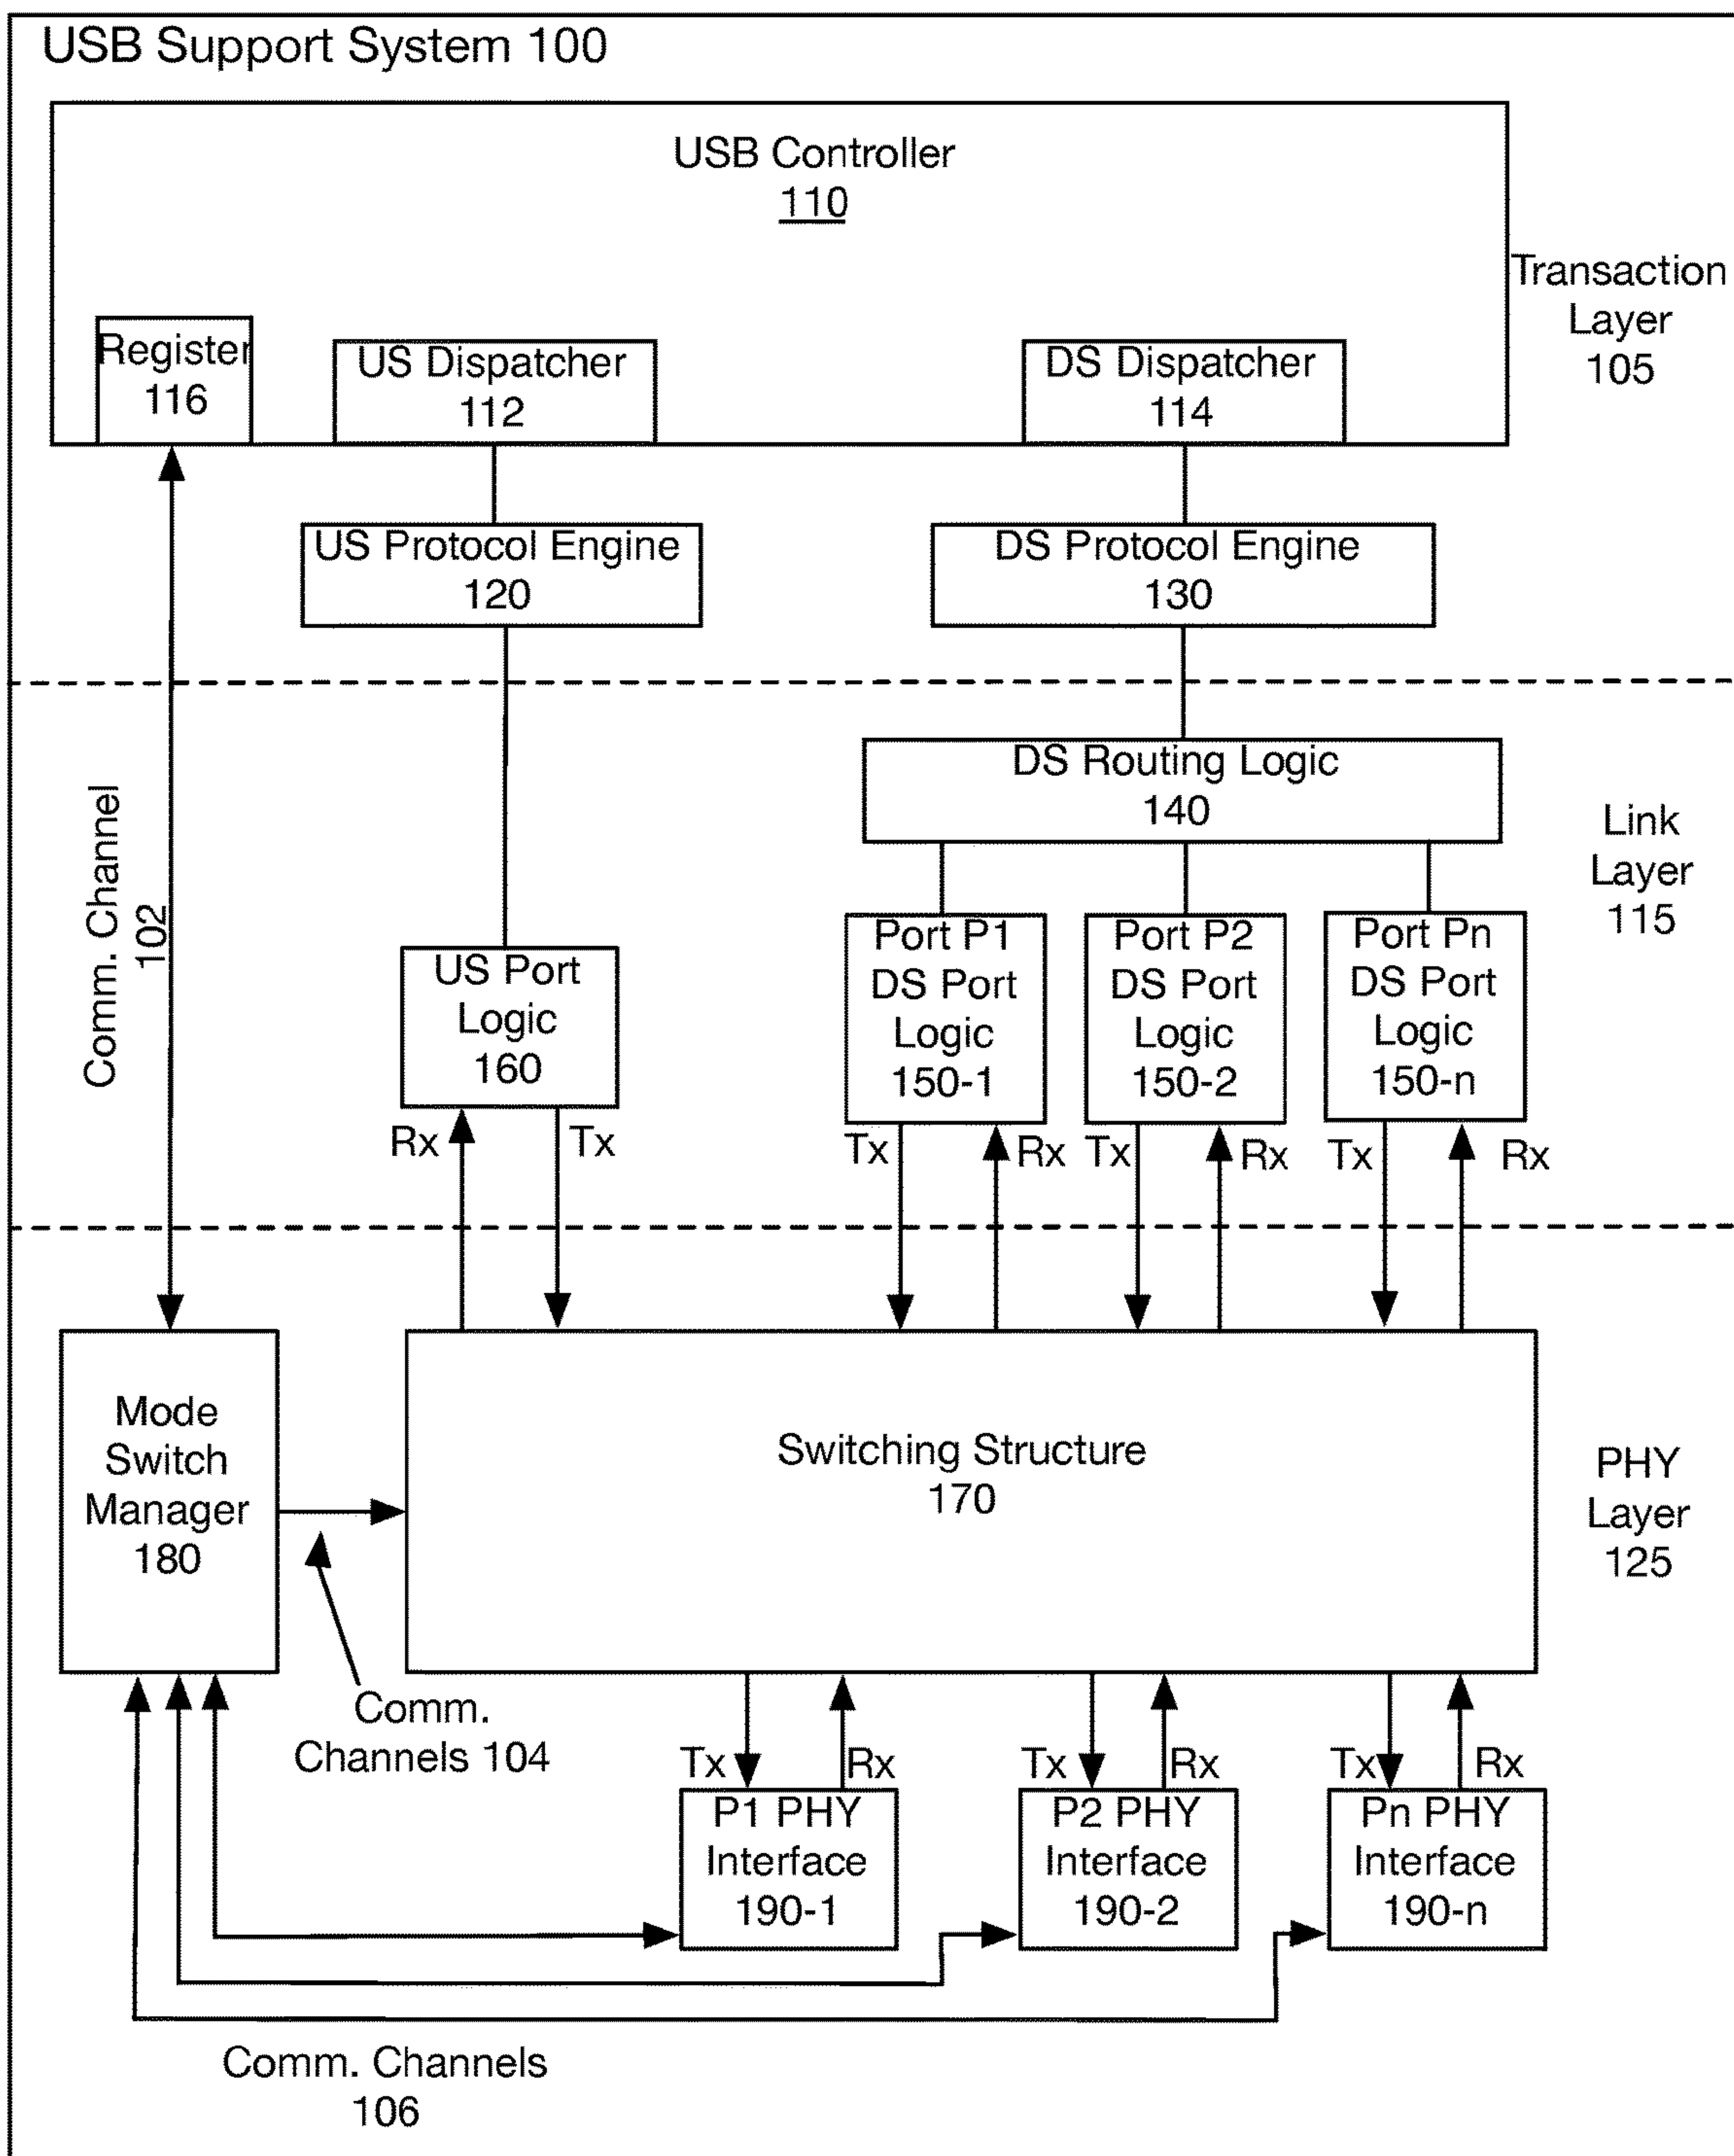 USB Support System 100
USB Controller
110
Transaction
Layer
105
Register
116
US Dispatcher
112
DS Dispatcher
114
US Protocol Engine
120
DS Protocol Engine
130
Comm. Channel
102
DS Routing Logic
140
Link
Layer
115
US Port
Logic
160
Port P1
DS Port
Logic
150-1
Port P2
DS Port
Logic
150-2
Port Pn
DS Port
Logic
150-n
Rx
Tx
Tx
Rx
Tx
Rx
Tx
Rx
Mode
Switch
Manager
180
Switching Structure
170
PHY
Layer
125
Comm.
Channels 104
Tx
Rx
Tx
Rx
Tx
Rx
P1 PHY
Interface
190-1
P2 PHY
Interface
190-2
Pn PHY
Interface
190-n
Comm. Channels
106